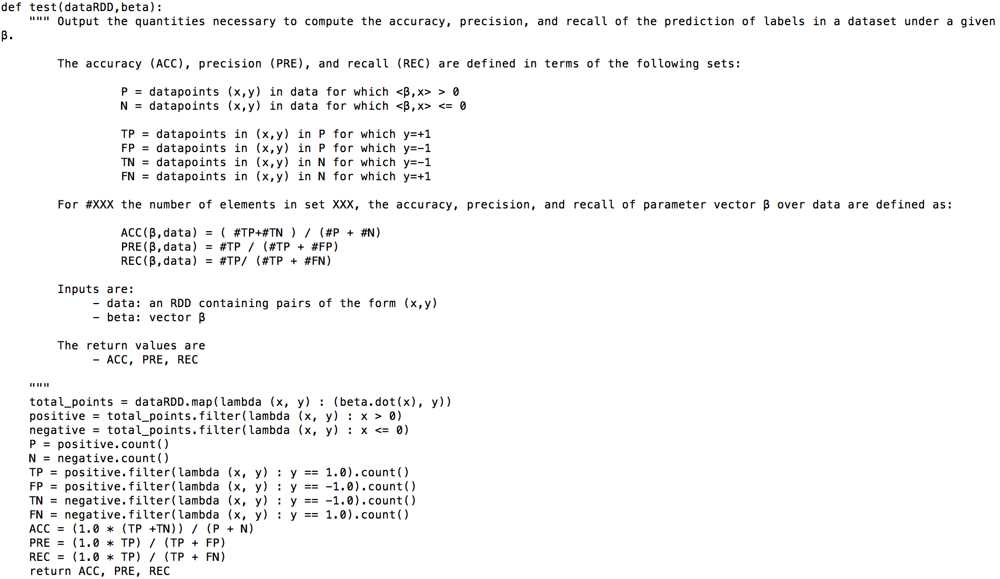 def test(dataRDD,beta):
    """ Output the quantities necessary to compute the accuracy, precision, and recall of the prediction of labels in a dataset under a given
β.

        The accuracy (ACC), precision (PRE), and recall (REC) are defined in terms of the following sets:

                 P = datapoints (x,y) in data for which <β,x> > 0
                 N = datapoints (x,y) in data for which <β,x> <= 0

                 TP = datapoints in (x,y) in P for which y=+1
                 FP = datapoints in (x,y) in P for which y=-1
                 TN = datapoints in (x,y) in N for which y=-1
                 FN = datapoints in (x,y) in N for which y=+1

        For #XXX the number of elements in set XXX, the accuracy, precision, and recall of parameter vector β over data are defined as:

                 ACC(β,data) = ( #TP+#TN ) / (#P + #N)
                 PRE(β,data) = #TP / (#TP + #FP)
                 REC(β,data) = #TP/ (#TP + #FN)

        Inputs are:
             - data: an RDD containing pairs of the form (x,y)
             - beta: vector β

        The return values are
             - ACC, PRE, REC

    """
    total_points = dataRDD.map(lambda (x, y) : (beta.dot(x), y))
    positive = total_points.filter(lambda (x, y) : x > 0)
    negative = total_points.filter(lambda (x, y) : x <= 0)
    P = positive.count()
    N = negative.count()
    TP = positive.filter(lambda (x, y) : y == 1.0).count()
    FP = positive.filter(lambda (x, y) : y == -1.0).count()
    TN = negative.filter(lambda (x, y) : y == -1.0).count()
    FN = negative.filter(lambda (x, y) : y == 1.0).count()
    ACC = (1.0 * (TP +TN)) / (P + N)
    PRE = (1.0 * TP) / (TP + FP)
    REC = (1.0 * TP) / (TP + FN)
    return ACC, PRE, REC